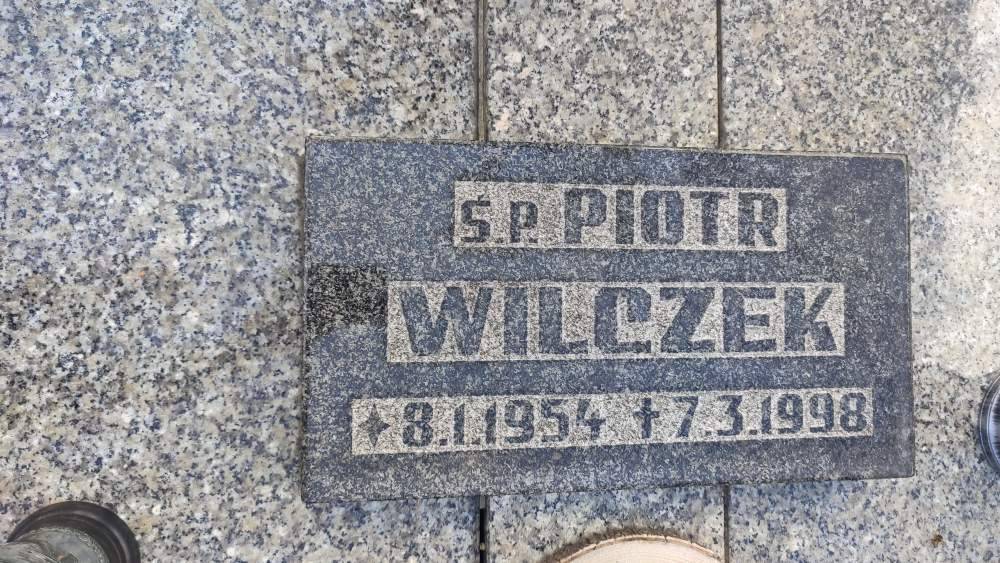 Ś.P. PIOTR
WILCZEK
✦ 8.1.1954 ✝ 7.3.1998